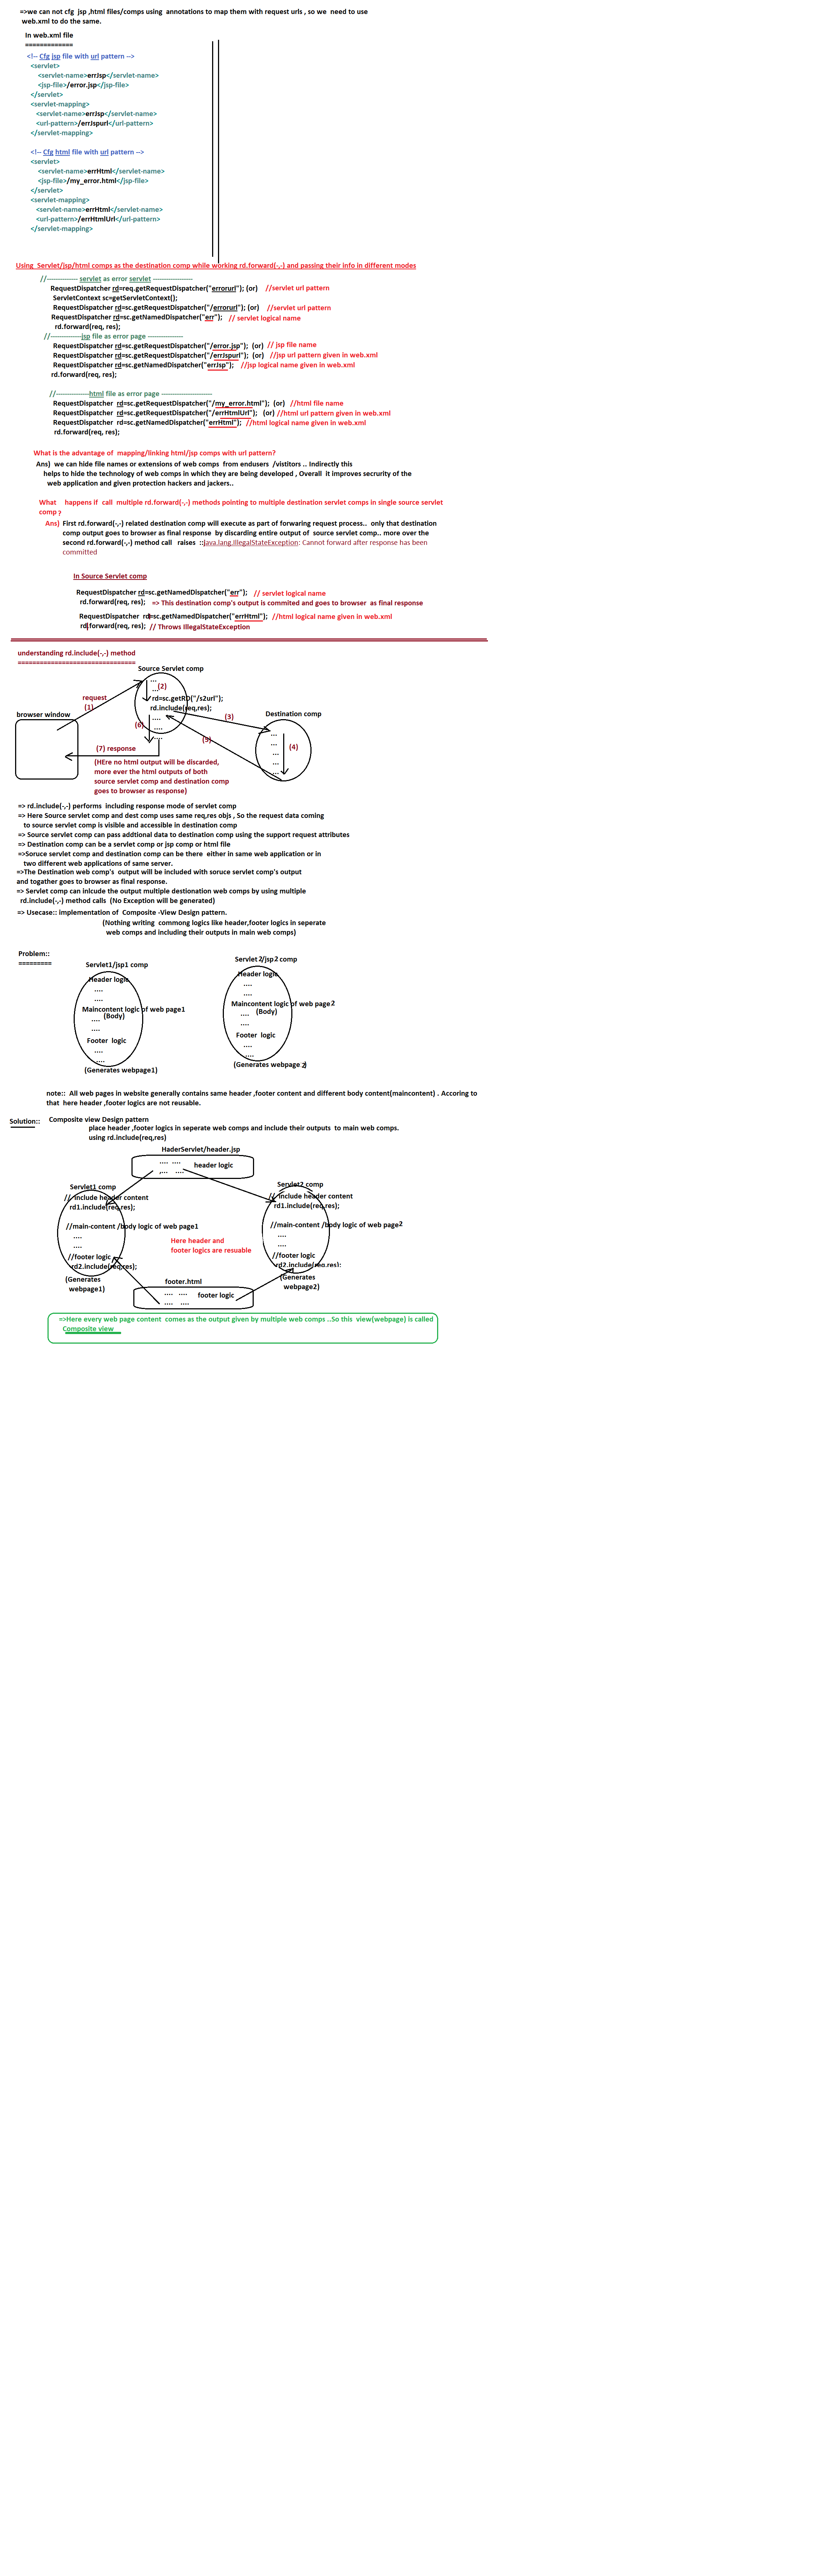 =>we can not cfg  jsp ,html files/comps using  annotations to map them with request urls , so we  need to use
web.xml to do the same.
In web.xml file
=============
<!-- Cfg jsp file with url pattern -->
<servlet>
<servlet-name>errJsp</servlet-name>
<jsp-file>/error.jsp</jsp-file>
</servlet>
<servlet-mapping>
<servlet-name>errJsp</servlet-name>
<url-pattern>/errJspurl</url-pattern>
</servlet-mapping>
<!-- Cfg html file with url pattern -->
<servlet>
<servlet-name>errHtml</servlet-name>
<jsp-file>/my_error.html</jsp-file>
</servlet>
<servlet-mapping>
<servlet-name>errHtml</servlet-name>
<url-pattern>/errHtmlUrl</url-pattern>
</servlet-mapping>
Using  Servlet/jsp/html comps as the destination comp while working rd.forward(-,-) and passing their info in different modes
//--------------- servlet as error servlet -------------------
RequestDispatcher rd=req.getRequestDispatcher("errorurl"); (or)    //servlet url pattern
ServletContext sc=getServletContext();
RequestDispatcher rd=sc.getRequestDispatcher("/errorurl"); (or)    //servlet url pattern
RequestDispatcher rd=sc.getNamedDispatcher("err");   // servlet logical name
rd.forward(req, res);
//---------------jsp file as error page -----------------
RequestDispatcher rd=sc.getRequestDispatcher("/error.jsp");  (or)  // jsp file name
RequestDispatcher rd=sc.getRequestDispatcher("/errJspurl");  (or)   //jsp url pattern given in web.xml
RequestDispatcher rd=sc.getNamedDispatcher("errJsp");   //jsp logical name given in web.xml
rd.forward(req, res);
//----------------html file as error page ------------------------
RequestDispatcher  rd=sc.getRequestDispatcher("/my_error.html");  (or)   //html file name
RequestDispatcher  rd=sc.getRequestDispatcher("/errHtmlUrl");   (or) //html url pattern given in web.xml
RequestDispatcher  rd=sc.getNamedDispatcher("errHtml");  //html logical name given in web.xml
rd.forward(req, res);
What is the advantage of  mapping/linking html/jsp comps with url pattern?
Ans)  we can hide file names or extensions of web comps  from endusers  /vistitors .. Indirectly this
helps to hide the technology of web comps in which they are being developed , Overall  it improves secrurity of the
web application and given protection hackers and jackers..
What    happens if  call  multiple rd.forward(-,-) methods pointing to multiple destination servlet comps in single source servlet
comp ?
Ans)  First rd.forward(-,-) related destination comp will execute as part of forwaring request process..  only that destination
comp output goes to browser as final response  by discarding entire output of  source servlet comp.. more over the
second rd.forward(-,-) method call   raises  ::java.lang.IllegalStateException: Cannot forward after response has been
committed
In Source Servlet comp
RequestDispatcher rd=sc.getNamedDispatcher("err");   // servlet logical name
rd.forward(req, res);   => This destination comp's output is commited and goes to browser  as final response
RequestDispatcher  rd=sc.getNamedDispatcher("errHtml");  //html logical name given in web.xml
rd.forward(req, res);  // Throws IllegalStateException
understanding rd.include(-,-) method
================================
Source Servlet comp
...
(2)
...
request
(1)
rd=sc.getRD("/s2url");
rd.include(req,res);
browser window
(3)
Destination comp
....
(6)
....
....
(5)
...
(4)
...
...
...
...
(7) response
(HEre no html output will be discarded,
more ever the html outputs of both
source servlet comp and destination comp
goes to browser as response)
=> rd.include(-,-) performs  including response mode of servlet comp
=> Here Source servlet comp and dest comp uses same req,res objs , So the request data coming
to source servlet comp is visible and accessible in destination comp
=> Source servlet comp can pass addtional data to destination comp using the support request attributes
=> Destination comp can be a servlet comp or jsp comp or html file
=>Soruce servlet comp and destination comp can be there  either in same web application or in
two different web applications of same server.
=>The Destination web comp's  output will be included with soruce servlet comp's output
and togather goes to browser as final response.
=> Servlet comp can inlcude the output multiple destionation web comps by using multiple
rd.include(-,-) method calls  (No Exception will be generated)
=> Usecase:: implementation of  Composite -View Design pattern.
(Nothing writing  commong logics like header,footer logics in seperate
web comps and including their outputs in main web comps)
Problem::
=========
Servlet1/jsp1 comp
Servlet 2/jsp.2 comp
Header logic
....
....
Maincontent logic of web page1
(Body)
....
....
Footer  logic
....
....
(Generates webpage1)
Header logic
....
....
Maincontent logic of web page2
(Body)
....
....
Footer  logic
....
....
(Generates webpage 2)
note::  All web pages in website generally contains same header ,footer content and different body content(maincontent) . Accoring to
that  here header ,footer logics are not reusable.
Solution::    Composite view Design pattern
place header ,footer logics in seperate web comps and include their outputs  to main web comps.
using rd.include(req,res)
HaderServlet/header.jsp
....  ....
,...    ....
header logic
Servlet1 comp
// include header content
rd1.include(req,res);
//main-content /body logic of web page1
....
....
//footer logic
rd2.include(req,res);
(Generates
webpage1)
Servlet2 comp
// include header content
rd1.include(req,res);
//main-content /body logic of web page2
....
....
//footer logic
rd2.include(req,res);
(Generates
webpage2)
Here header and
footer logics are resuable
footer.html
....   ....
....    ....
footer logic
=>Here every web page content  comes as the output given by multiple web comps ..So this  view(webpage) is called
Composite view